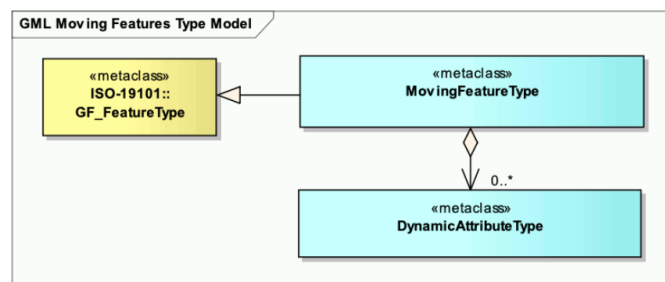 GML Moving Features Type Model
«metaclass»
ISO-19101::
GF_FeatureType
«metaclass»
MovingFeatureType
0..*
«metaclass»
DynamicAttributeType